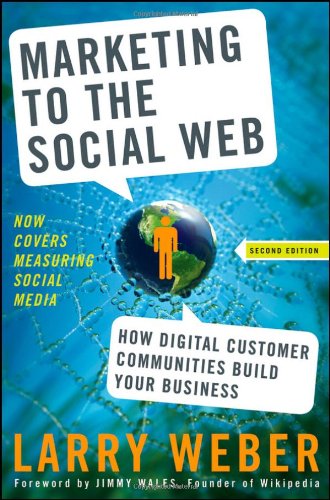 MARKETING
TO THE
SOCIAL WEB
NOW
COVERS
MEASURING
SOCIAL
MEDIA
SECOND EDITION
HOW DIGITAL CUSTOMER
COMMUNITIES BUILD
YOUR BUSINESS
LARRY WEBER
Foreword by JIMMY WALES, Founder of Wikipedia